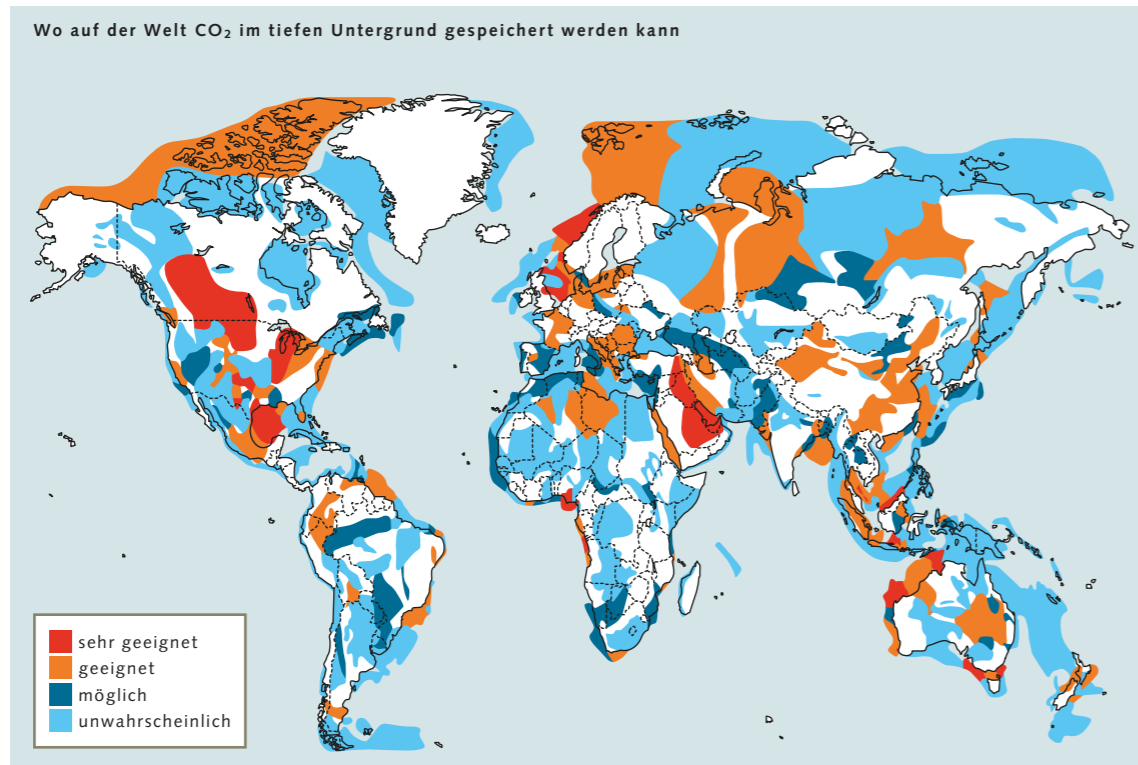 Wo auf der Welt CO₂ im tiefen Untergrund gespeichert werden kann
sehr geeignet
geeignet
möglich
unwahrscheinlich